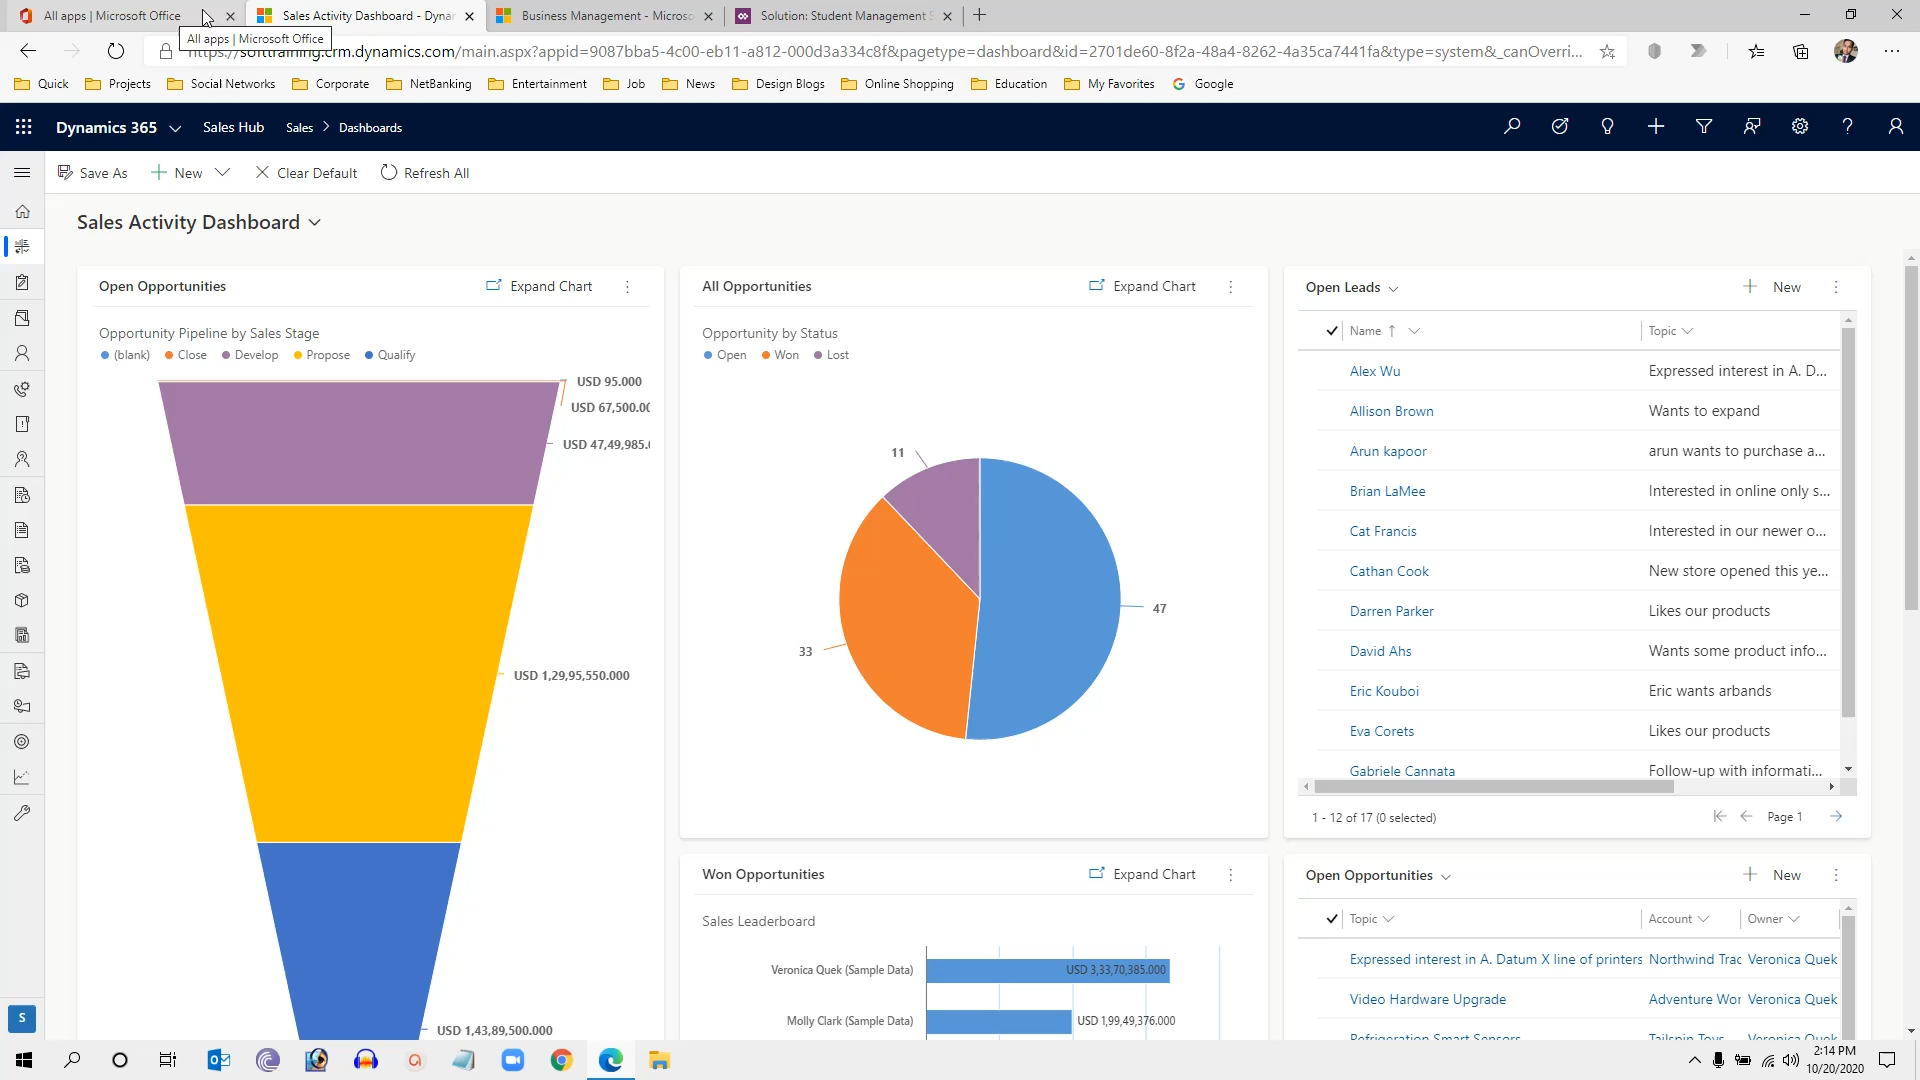 All apps | Microsoft Office
Sales Activity Dashboard - Dynar
Business Management - Microso
Solution: Student Management S
All apps | Microsoft Office
https://softtraining.crm.dynamics.com/main.aspx?appid=9087bba5-4c00-eb11-a812-000d3a334c8f&pagetype=dashboard&id=2701de60-8f2a-48a4-8262-4a35ca7441fa&type=system&_canOverri...
Quick
Projects
Social Networks
Corporate
NetBanking
Entertainment
Job
News
Design Blogs
Online Shopping
Education
My Favorites
Google
Dynamics 365
Sales Hub
Sales > Dashboards
Save As
New
Clear Default
Refresh All
Sales Activity Dashboard
Open Opportunities
Expand Chart
Opportunity Pipeline by Sales Stage
(blank) Close Develop Propose Qualify
USD 95.000
USD 67,500.00
USD 47,49,985.
USD 1,29,95,550.000
USD 1,43,89,500.000
All Opportunities
Expand Chart
Opportunity by Status
Open Won Lost
11
47
33
Won Opportunities
Expand Chart
Sales Leaderboard
Veronica Quek (Sample Data)
USD 3,33,70,385.000
Molly Clark (Sample Data)
USD 1,99,49,376.000
Open Leads
New
Name Topic
Alex Wu Expressed interest in A. D...
Allison Brown Wants to expand
Arun kapoor arun wants to purchase a...
Brian LaMee Interested in online only s...
Cat Francis Interested in our newer o...
Cathan Cook New store opened this ye...
Darren Parker Likes our products
David Ahs Wants some product info...
Eric Kouboi Eric wants arbands
Eva Corets Likes our products
Gabriele Cannata Follow-up with informati...
1 - 12 of 17 (0 selected)
Page 1
Open Opportunities
New
Topic Account Owner
Expressed interest in A. Datum X line of printers Northwind Trac Veronica Quek
Video Hardware Upgrade Adventure Wor Veronica Quek
Refrigeration Smart Sensors Tailspin Toys Veronica Quek
S
2:14 PM
10/20/2020